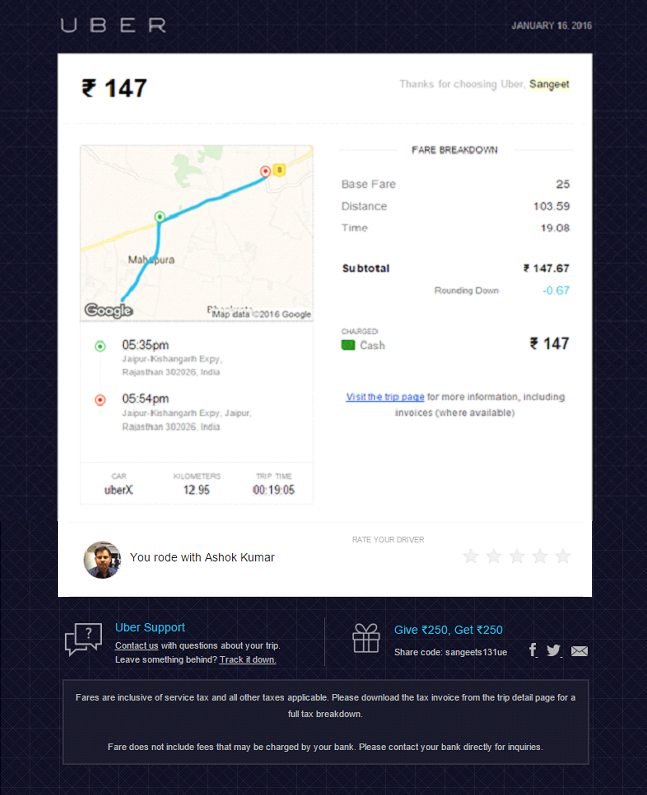 UBER
JANUARY 16, 2016
₹ 147
Thanks for choosing Uber, Sangeet
8
Mahapura
Google
Map data ©2016 Google
05:35pm
Jaipur-Kishangarh Expy,
Rajasthan 302026, India
05:54pm
Jaipur-Kishangarh Expy, Jaipur,
Rajasthan 302026, India
CAR
KILOMETERS
TRIP TIME
uberX
12.95
00:19:05
FARE BREAKDOWN
Base Fare 25
Distance 103.59
Time 19.08
Subtotal ₹ 147.67
Rounding Down -0.67
CHARGED
Cash ₹ 147
Visit the trip page for more information, including
invoices (where available)
You rode with Ashok Kumar
RATE YOUR DRIVER
?
Uber Support
Contact us with questions about your trip.
Leave something behind? Track it down.
Give ₹250, Get ₹250
Share code: sangeets131ue
f
Fares are inclusive of service tax and all other taxes applicable. Please download the tax invoice from the trip detail page for a
full tax breakdown.
Fare does not include fees that may be charged by your bank. Please contact your bank directly for inquiries.